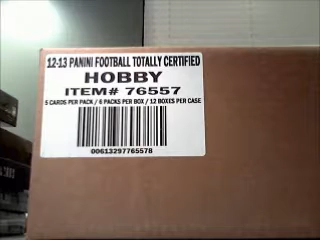 12-13 PANINI FOOTBALL TOTALLY CERTIFIED
HOBBY
ITEM# 76557
5 CARDS PER PACK / 6 PACKS PER BOX / 12 BOXES PER CASE
00613297765578